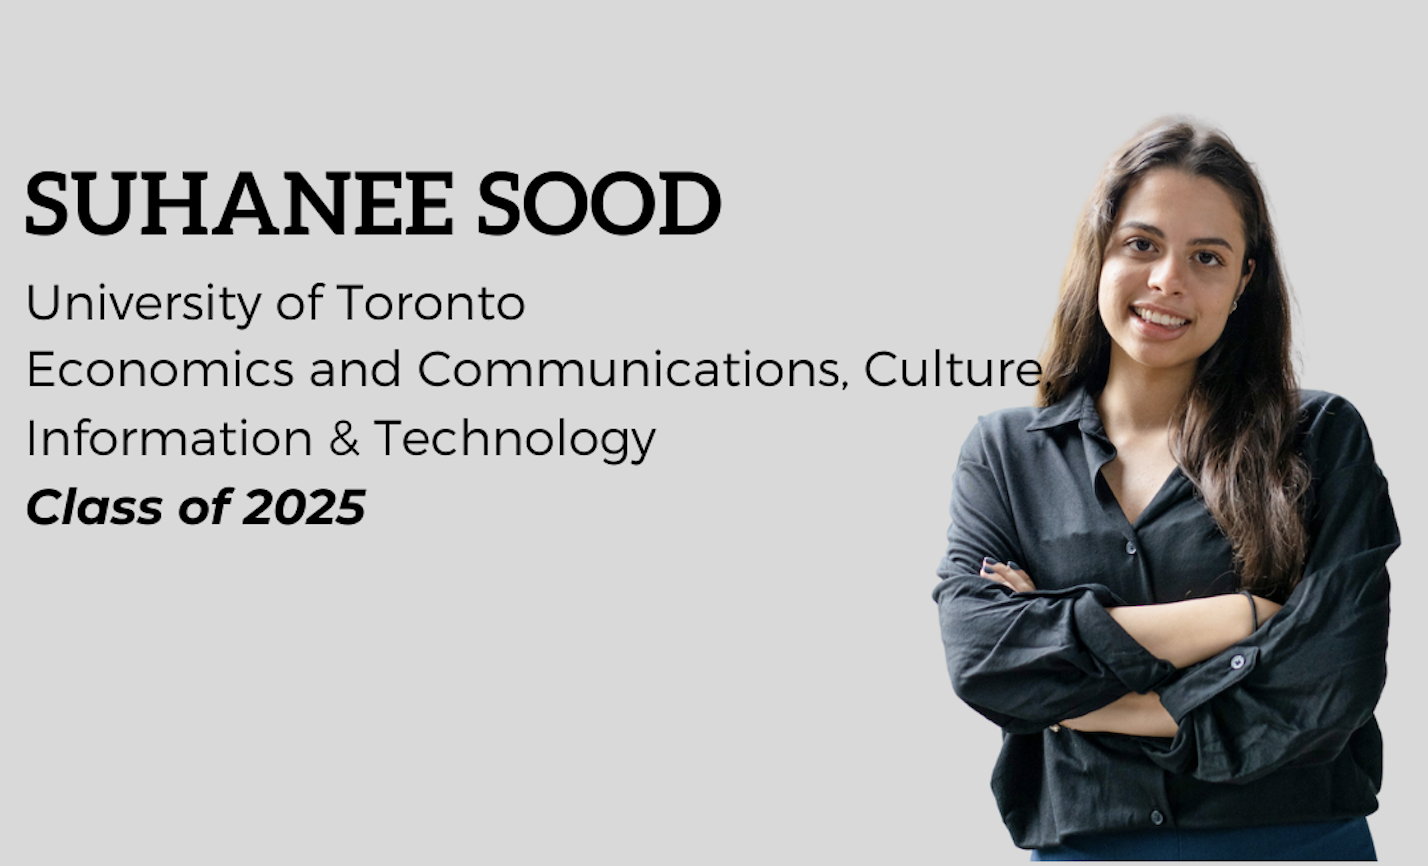 SUHANEE SOOD
University of Toronto
Economics and Communications, Culture,
Information & Technology
Class of 2025